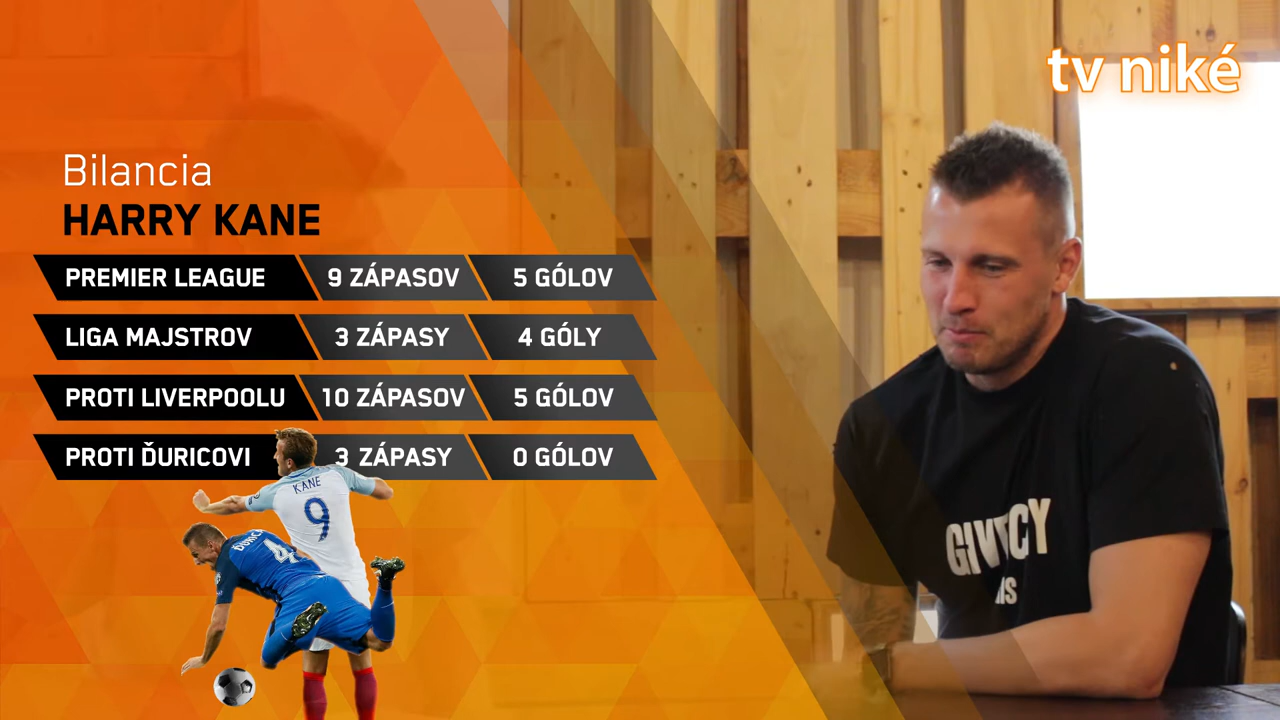 tv niké
Bilancia
HARRY KANE
PREMIER LEAGUE 9 ZÁPASOV 5 GÓLOV
LIGA MAJSTROV 3 ZÁPASY 4 GÓLY
PROTI LIVERPOOLU 10 ZÁPASOV 5 GÓLOV
PROTI ĎURICOVI 3 ZÁPASY 0 GÓLOV
KANE
9
4